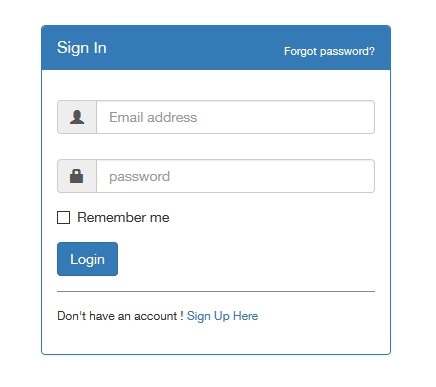 Sign In
Forgot password?
Email address
password
Remember me
Login
Don't have an account ! Sign Up Here